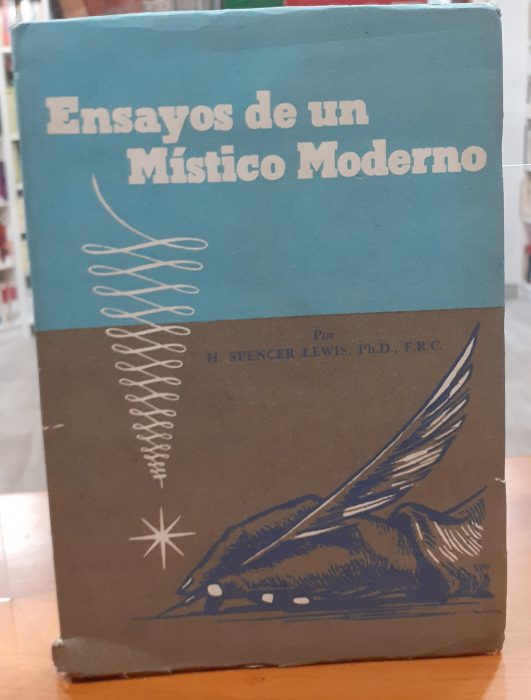 Ensayos de un
Místico Moderno
Por
H. SPENCER LEWIS, Ph.D., F.R.C.